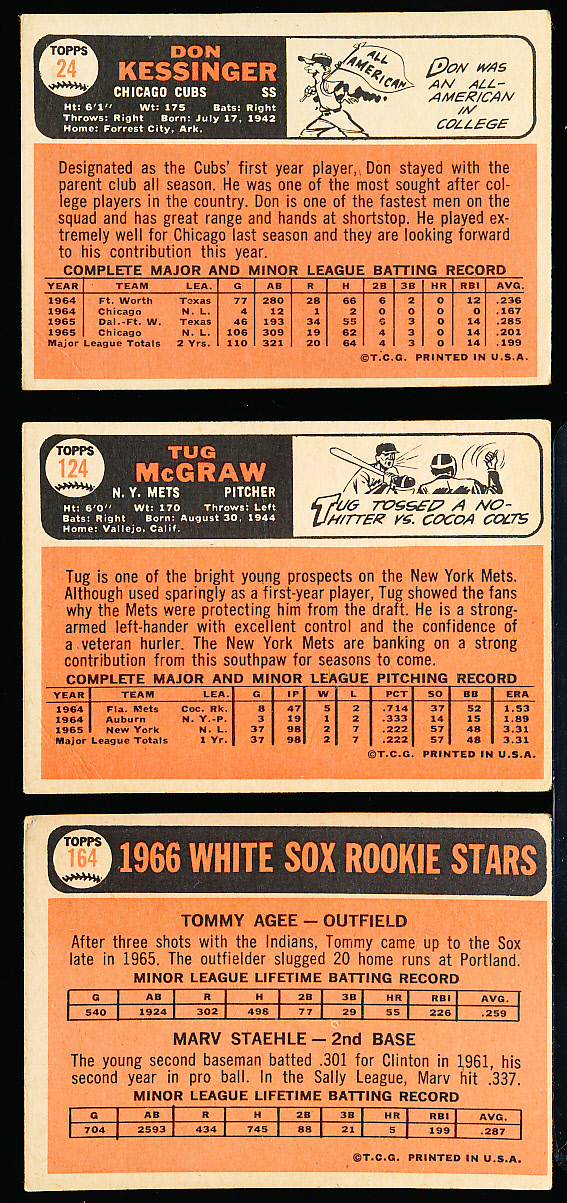 TOPPS
24
DON
KESSINGER
CHICAGO CUBS SS
Ht: 6'1" Wt: 175 Bats: Right
Throws: Right Born: July 17, 1942
Home: Forrest City, Ark.
ALL
AMERICAN
DON WAS
AN ALL-
AMERICAN
IN
COLLEGE
Designated as the Cubs' first year player, Don stayed with the
parent club all season. He was one of the most sought after col-
lege players in the country. Don is one of the fastest men on the
squad and has great range and hands at shortstop. He played ex-
tremely well for Chicago last season and they are looking forward
to his contribution this year.
COMPLETE MAJOR AND MINOR LEAGUE BATTING RECORD
YEAR TEAM LEA. G AB R H 2B 3B HR RBI AVG.
1964 Ft. Worth Texas 77 280 28 66 6 2 0 12 .236
1964 Chicago N. L. 4 12 1 2 0 0 0 0 .167
1965 Dal.-Ft. W. Texas 46 193 34 55 6 3 0 14 .285
1965 Chicago N. L. 106 309 19 62 4 3 0 14 .201
Major League Totals 2 Yrs. 110 321 20 64 4 3 0 14 .199
©T.C.G. PRINTED IN U.S.A.
TOPPS
124
TUG
McGRAW
N. Y. METS PITCHER
Ht: 6'0" Wt: 170 Throws: Left
Bats: Right Born: August 30, 1944
Home: Vallejo, Calif.
TUG TOSSED A NO-
HITTER VS. COCOA COLTS
Tug is one of the bright young prospects on the New York Mets.
Although used sparingly as a first-year player, Tug showed the fans
why the Mets were protecting him from the draft. He is a strong-
armed left-hander with excellent control and the confidence of
a veteran hurler. The New York Mets are banking on a strong
contribution from this southpaw for seasons to come.
COMPLETE MAJOR AND MINOR LEAGUE PITCHING RECORD
YEAR TEAM LEA. G IP W L PCT SO BB ERA
1964 Fla. Mets Coc. Rk. 8 47 5 2 .714 37 52 1.53
1964 Auburn N. Y.-P. 3 19 1 2 .333 14 15 1.89
1965 New York N. L. 37 98 2 7 .222 57 48 3.31
Major League Totals 1 Yr. 37 98 2 7 .222 57 48 3.31
©T.C.G. PRINTED IN U.S.A.
TOPPS
164
1966 WHITE SOX ROOKIE STARS
TOMMY AGEE — OUTFIELD
After three shots with the Indians, Tommy came up to the Sox
late in 1965. The outfielder slugged 20 home runs at Portland.
MINOR LEAGUE LIFETIME BATTING RECORD
G AB R H 2B 3B HR RBI AVG.
540 1924 302 498 77 29 55 226 .259
MARV STAEHLE — 2nd BASE
The young second baseman batted .301 for Clinton in 1961, his
second year in pro ball. In the Sally League, Marv hit .337.
MINOR LEAGUE LIFETIME BATTING RECORD
G AB R H 2B 3B HR RBI AVG.
704 2593 434 745 88 21 5 199 .287
©T.C.G. PRINTED IN U.S.A.